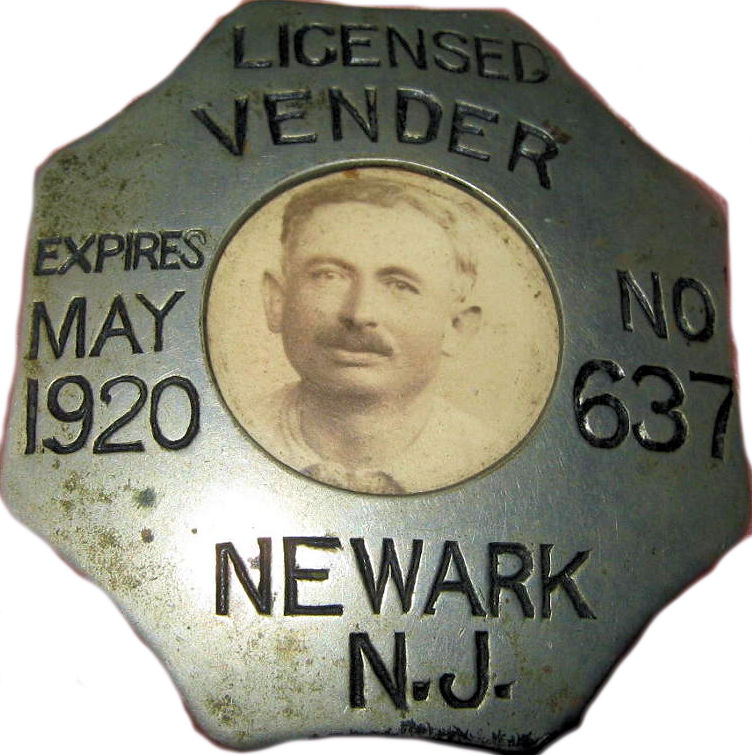 LICENSED
VENDER
EXPIRES
MAY
1920
NO
637
NEWARK
N.J.